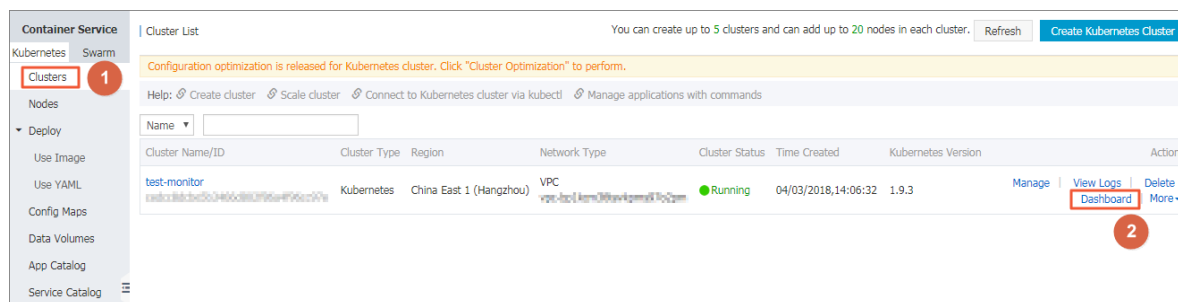 Container Service
Kubernetes Swarm
Clusters
1
Nodes
Deploy
Use Image
Use YAML
Config Maps
Data Volumes
App Catalog
Service Catalog
Cluster List
You can create up to 5 clusters and can add up to 20 nodes in each cluster. Refresh Create Kubernetes Cluster
Configuration optimization is released for Kubernetes cluster. Click "Cluster Optimization" to perform.
Help: Create cluster Scale cluster Connect to Kubernetes cluster via kubectl Manage applications with commands
Name
Cluster Name/ID Cluster Type Region Network Type Cluster Status Time Created Kubernetes Version Action
test-monitor Kubernetes China East 1 (Hangzhou) VPC Running 04/03/2018,14:06:32 1.9.3 Manage View Logs Delete
Dashboard More
2